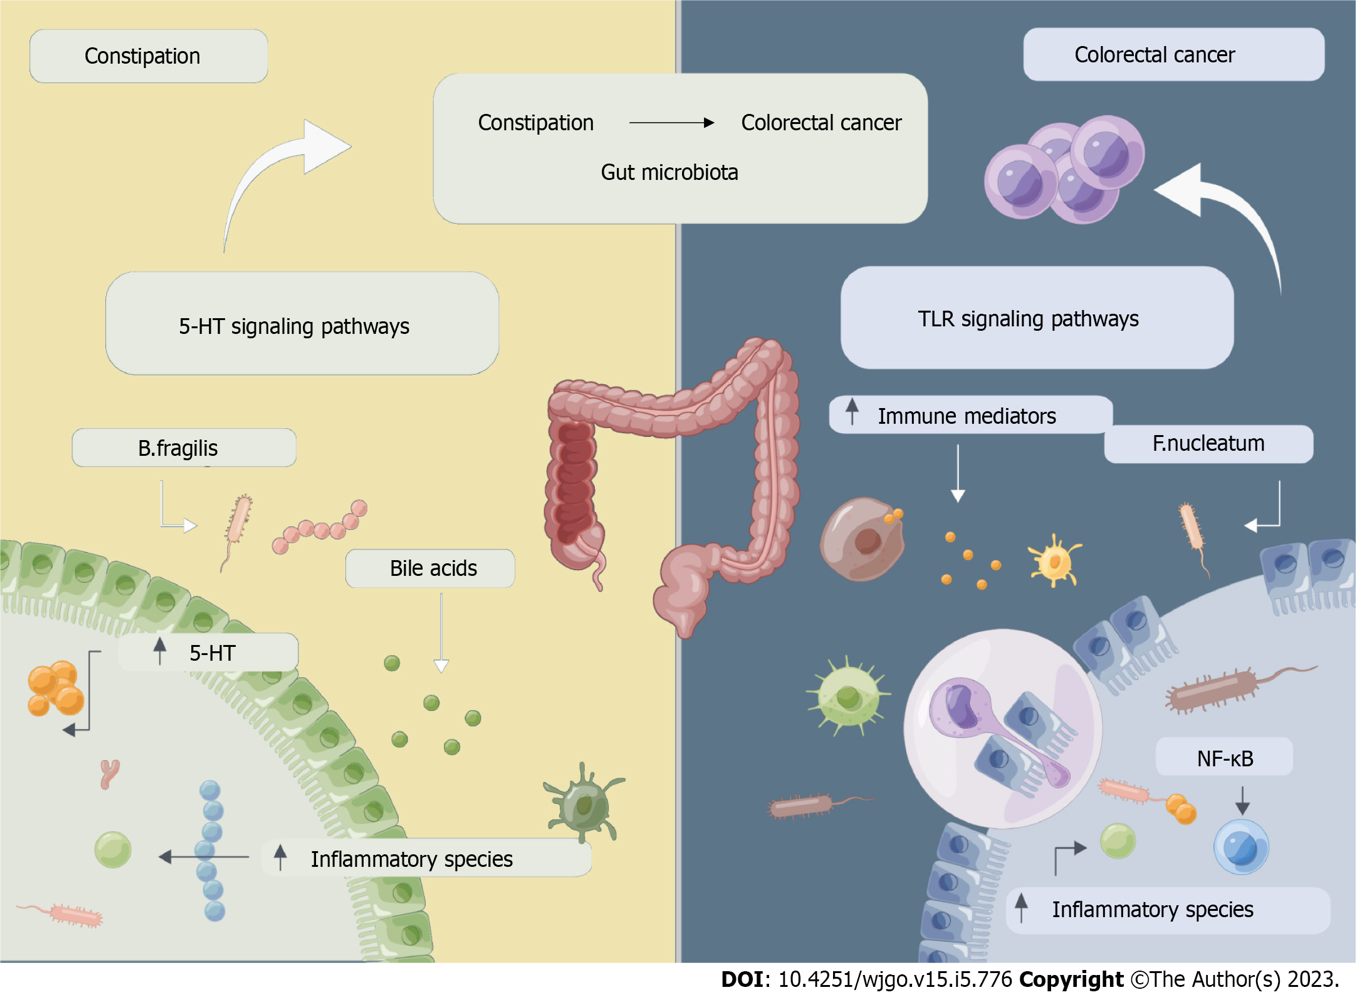 Constipation
Colorectal cancer
Constipation → Colorectal cancer
Gut microbiota
5-HT signaling pathways
TLR signaling pathways
↑ Immune mediators
B.fragilis
F.nucleatum
Bile acids
↑ 5-HT
NF-κB
↑ Inflammatory species
↑ Inflammatory species
DOI: 10.4251/wjgo.v15.i5.776 Copyright ©The Author(s) 2023.